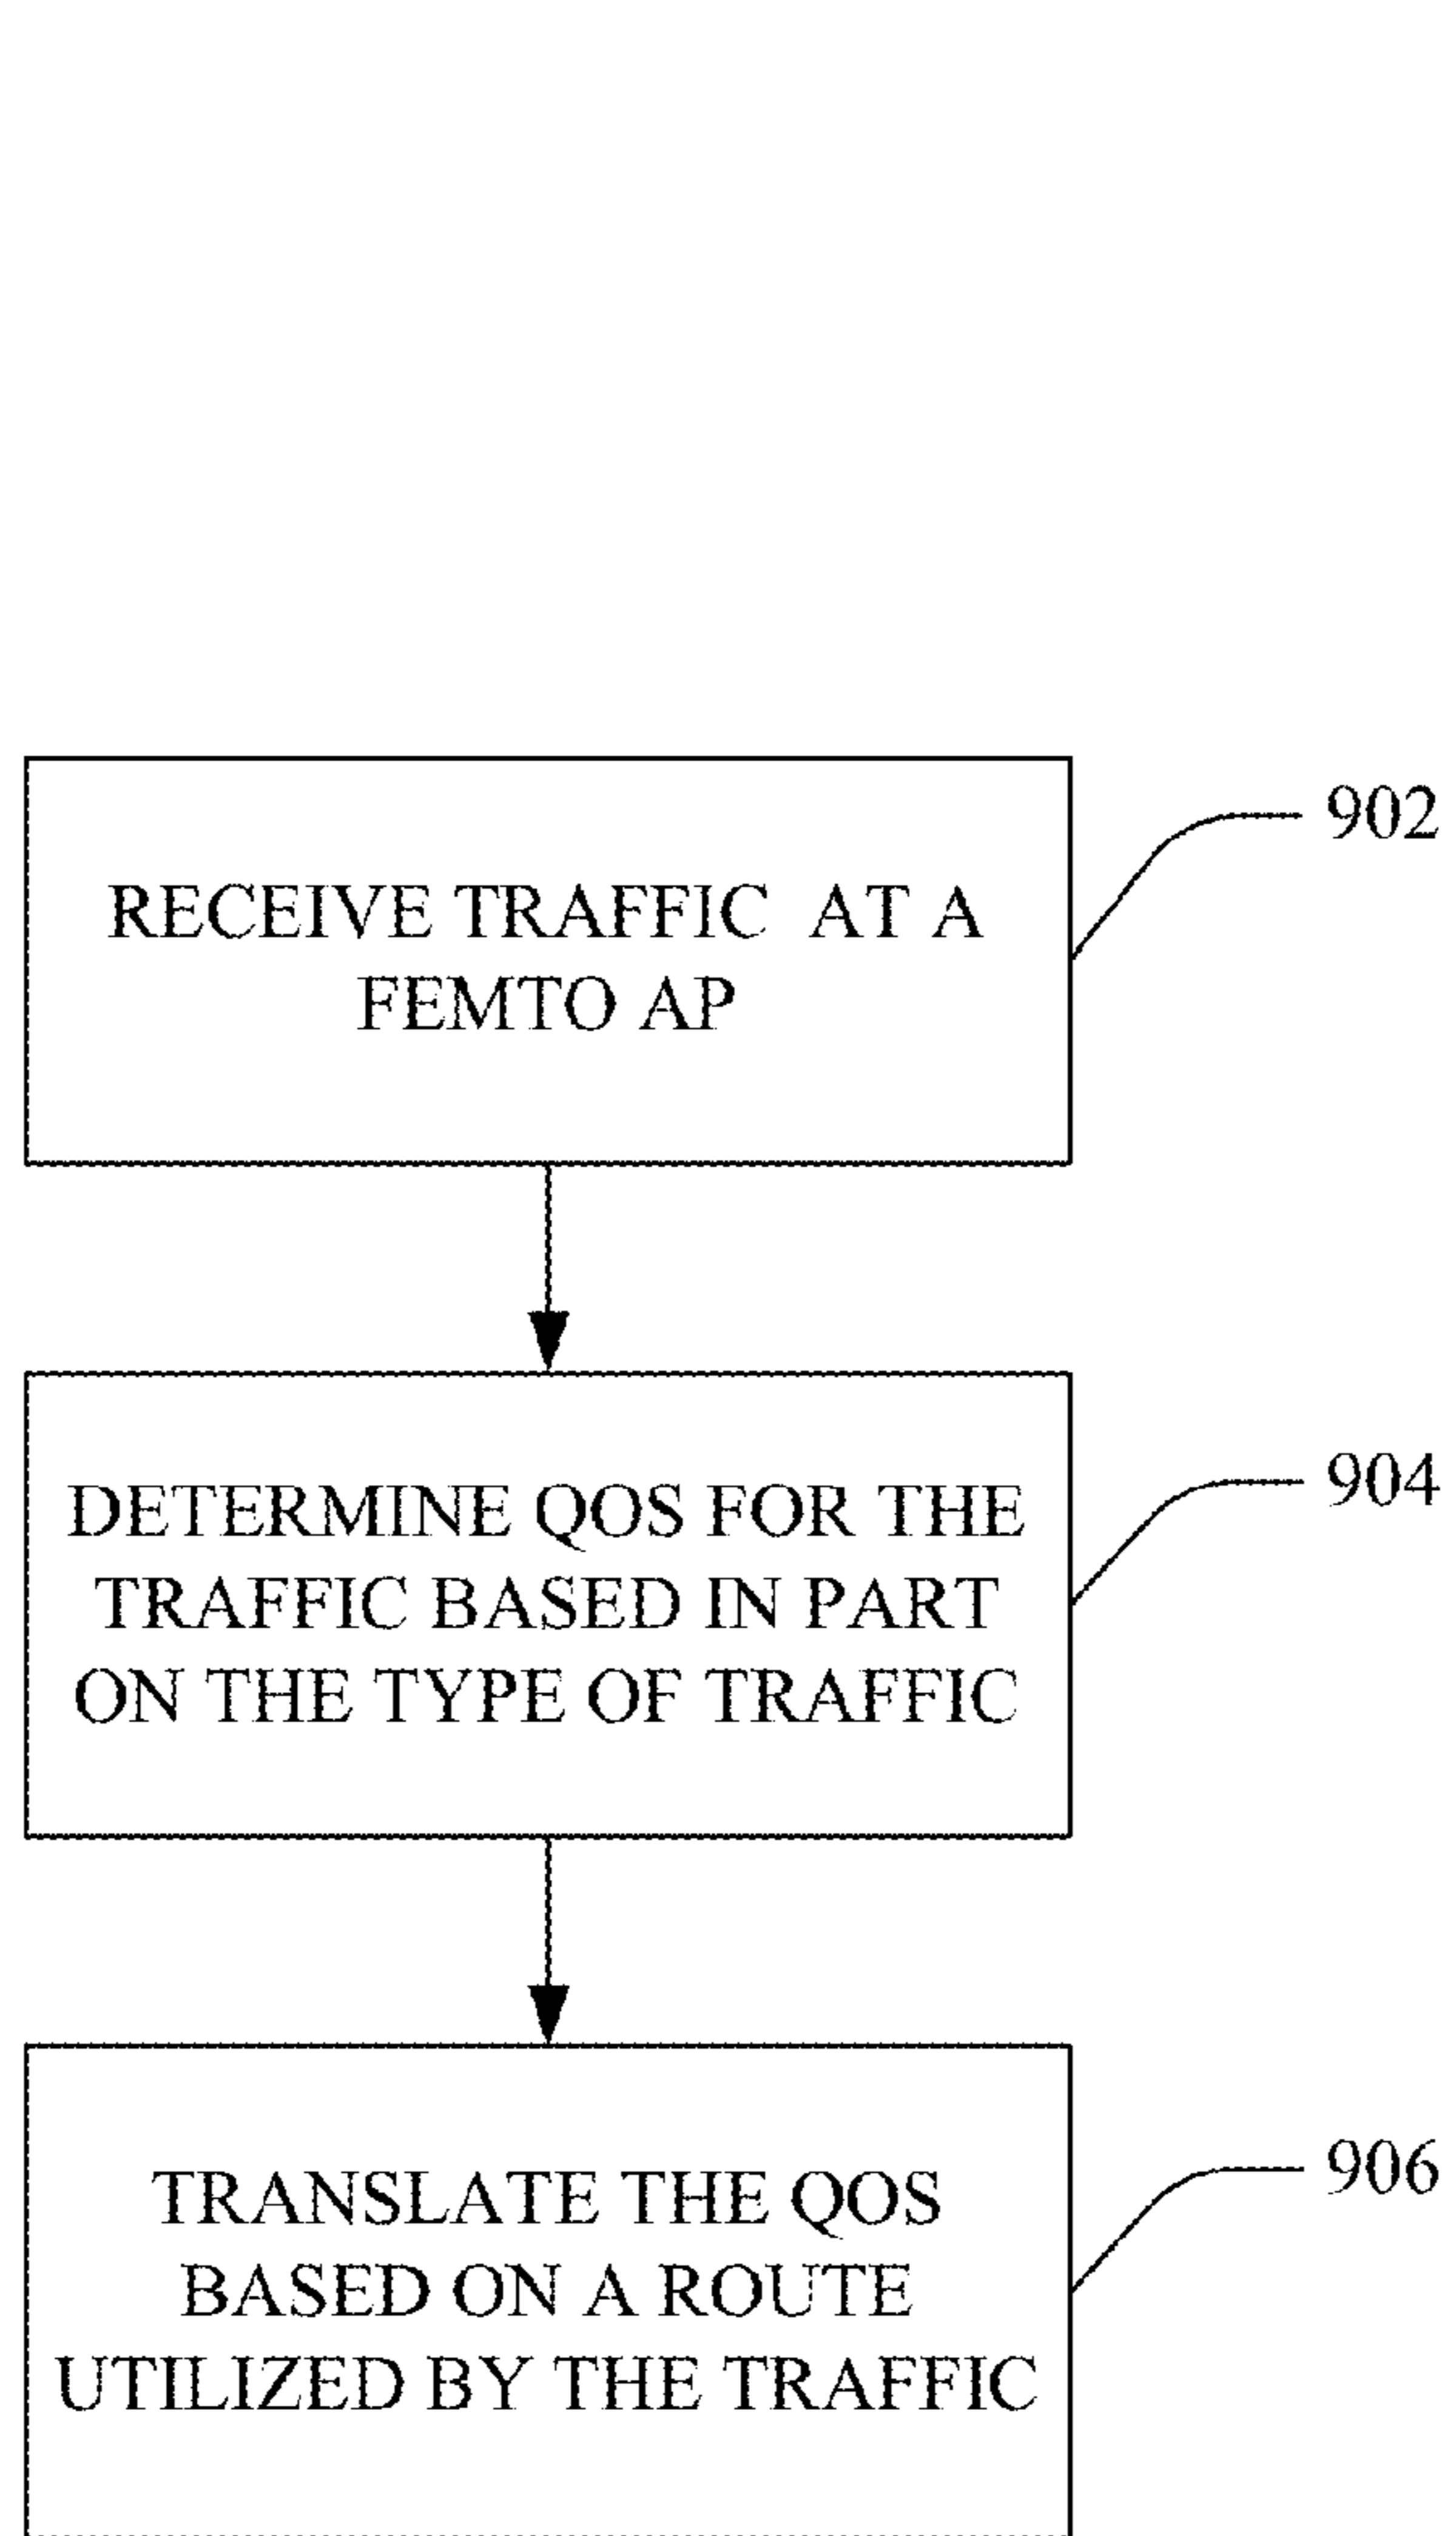 RECEIVE TRAFFIC AT A
FEMTO AP
902
DETERMINE QOS FOR THE
TRAFFIC BASED IN PART
ON THE TYPE OF TRAFFIC
904
TRANSLATE THE QOS
BASED ON A ROUTE
UTILIZED BY THE TRAFFIC
906